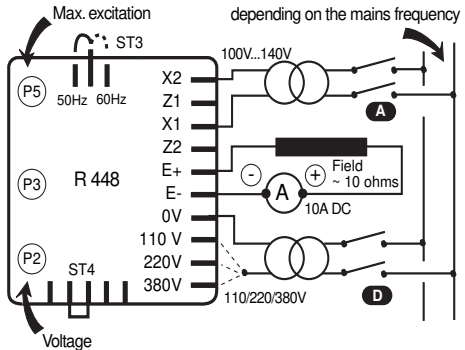 Max. excitation
depending on the mains frequency
ST3
100V...140V
X2
P5
50Hz 60Hz
Z1
A
X1
Z2
E+
- + Field
~ 10 ohms
P3
R 448
E-
A
10A DC
0V
110 V
P2
ST4
220V
380V
110/220/380V
D
Voltage